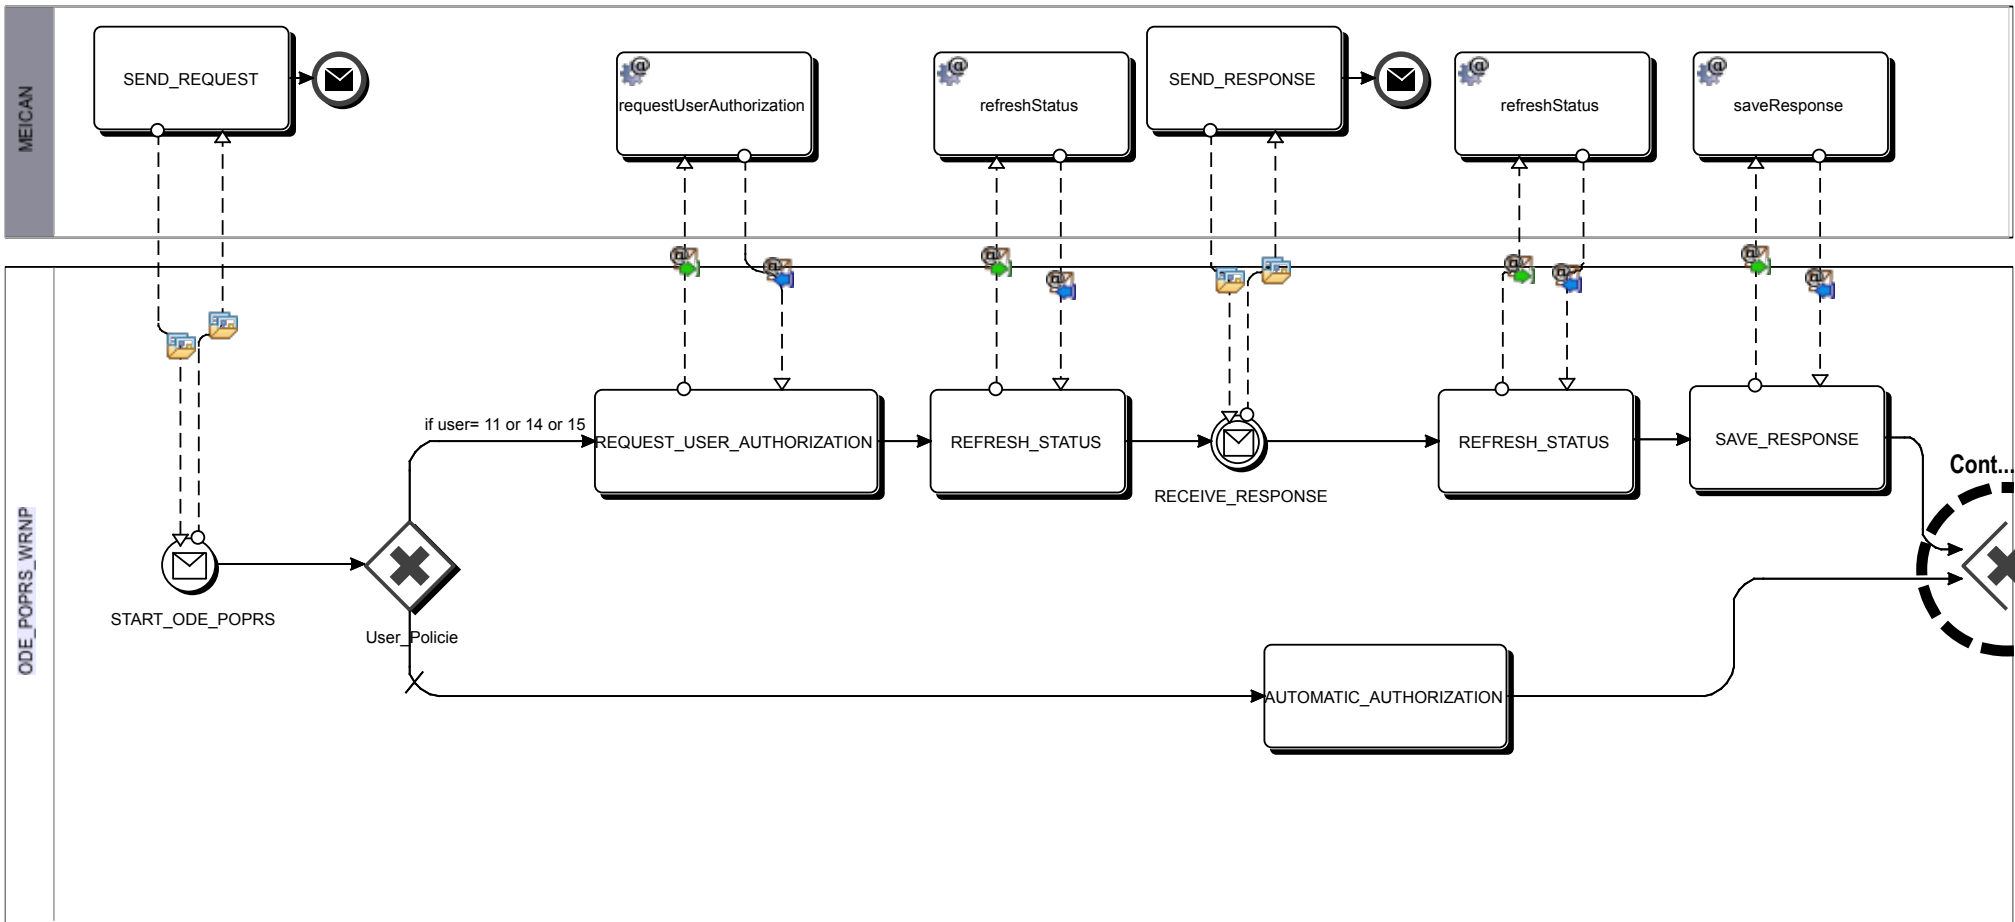 MEICAN
SEND_REQUEST
requestUserAuthorization
refreshStatus
SEND_RESPONSE
refreshStatus
saveResponse
ODE_POPRS_WRNP
if user= 11 or 14 or 15
REQUEST_USER_AUTHORIZATION
REFRESH_STATUS
RECEIVE_RESPONSE
REFRESH_STATUS
SAVE_RESPONSE
Cont...
START_ODE_POPRS
User_Policie
AUTOMATIC_AUTHORIZATION